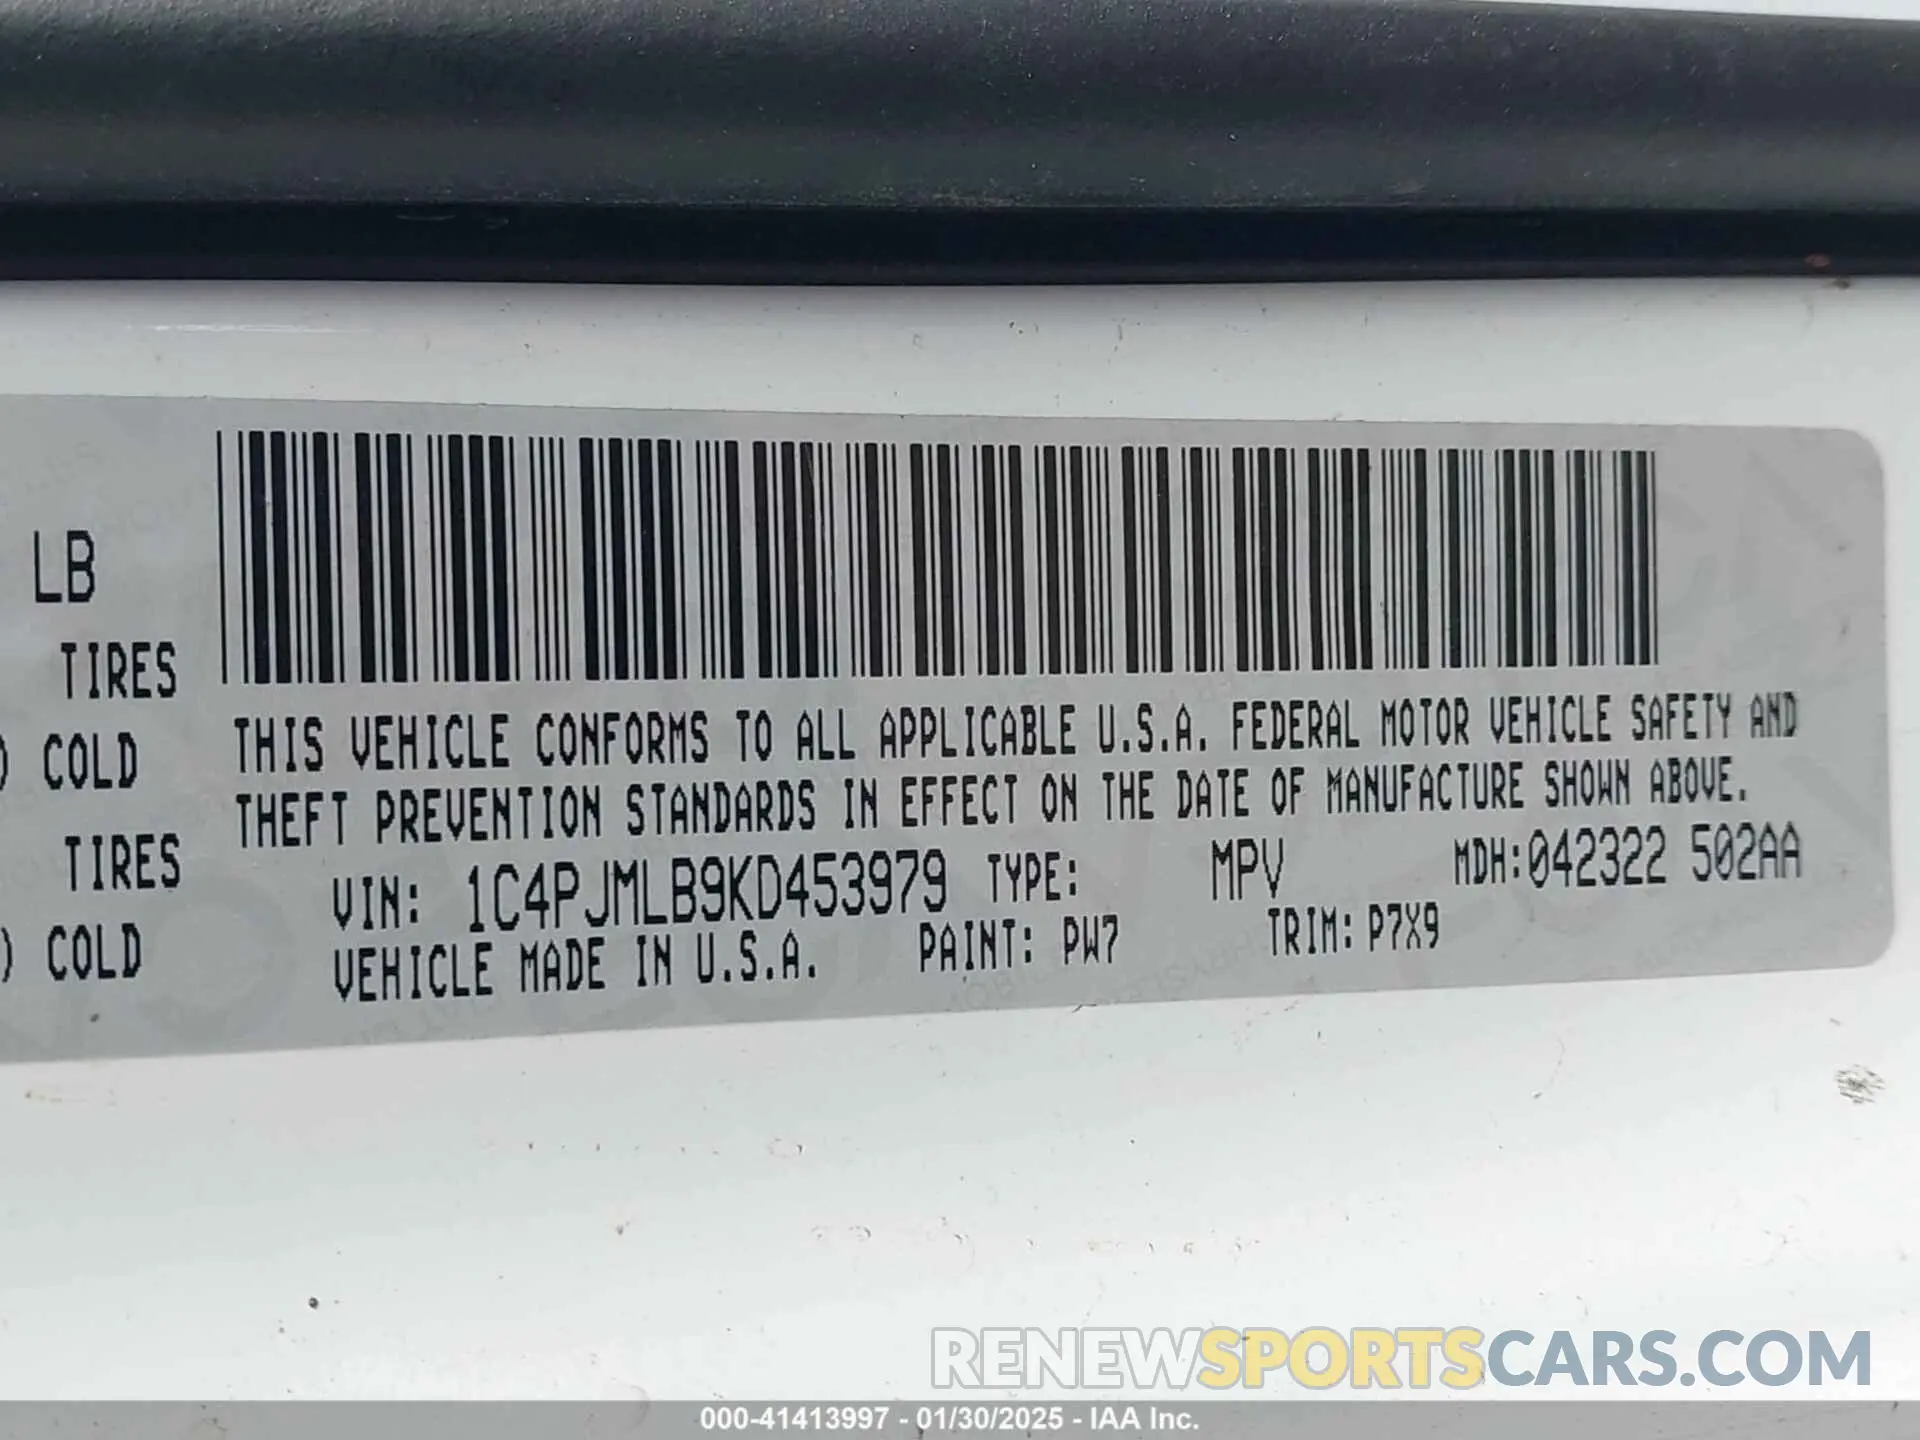 LB
TIRES
) COLD
TIRES
) COLD
THIS VEHICLE CONFORMS TO ALL APPLICABLE U.S.A. FEDERAL MOTOR VEHICLE SAFETY AND
THEFT PREVENTION STANDARDS IN EFFECT ON THE DATE OF MANUFACTURE SHOWN ABOVE.
VIN: 1C4PJMLB9KD453979 TYPE: MPV MDH:042322 502AA
VEHICLE MADE IN U.S.A. PAINT: PW7 TRIM: P7X9
RENEWSPORTSCARS.COM
000-41413997 - 01/30/2025 - IAA Inc.